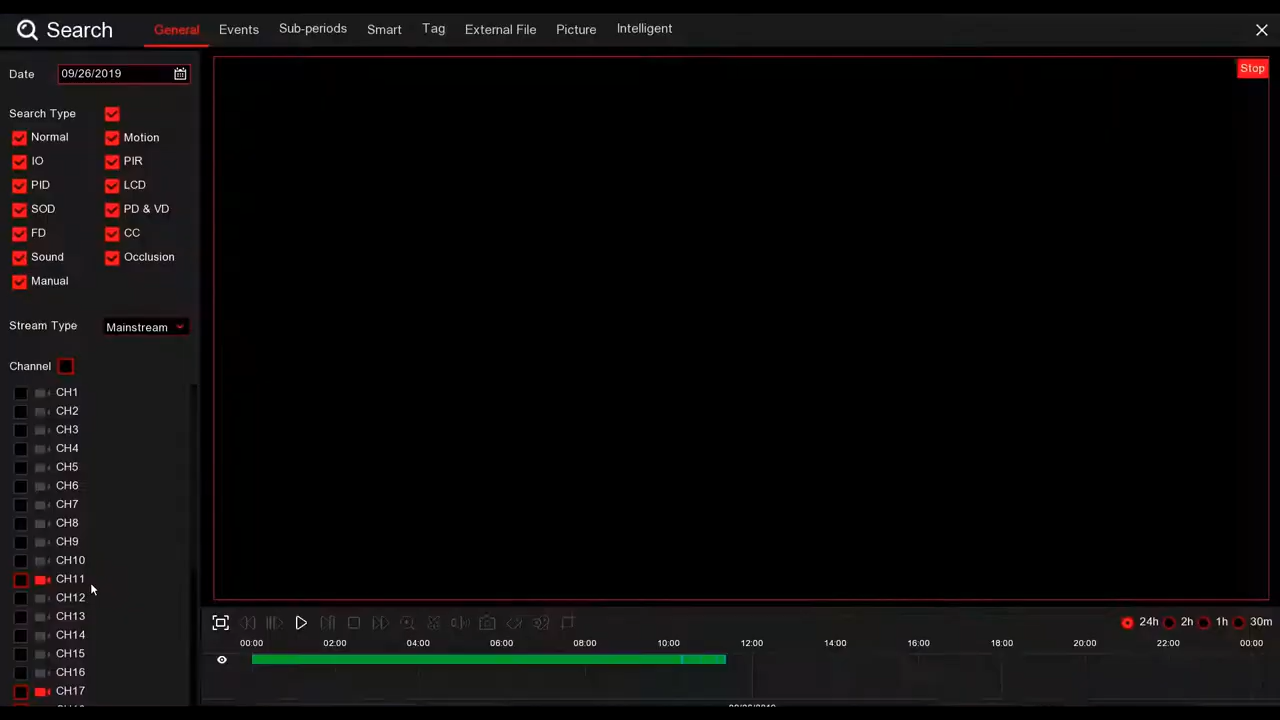 Search General Events Sub-periods Smart Tag External File Picture Intelligent
Date 09/26/2019
Stop
Search Type
Normal Motion
IO PIR
PID LCD
SOD PD & VD
FD CC
Sound Occlusion
Manual
Stream Type Mainstream
Channel
CH1
CH2
CH3
CH4
CH5
CH6
CH7
CH8
CH9
CH10
CH11
CH12
CH13
CH14
CH15
CH16
CH17
24h 2h 1h 30m
00:00 02:00 04:00 06:00 08:00 10:00 12:00 14:00 16:00 18:00 20:00 22:00 00:00
09/26/2019